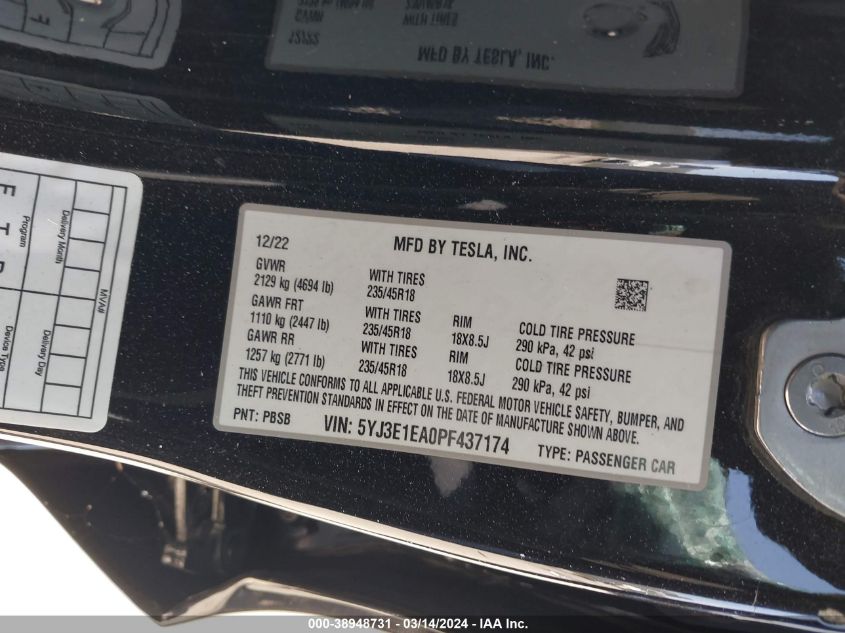 MFD BY TESLA, INC.
12/22 MFD BY TESLA, INC.
GVWR
2129 kg (4694 lb) WITH TIRES 235/45R18
GAWR FRT
1110 kg (2447 lb) WITH TIRES 235/45R18 RIM 18X8.5J COLD TIRE PRESSURE 290 kPa, 42 psi
GAWR RR
1257 kg (2771 lb) WITH TIRES 235/45R18 RIM 18X8.5J COLD TIRE PRESSURE 290 kPa, 42 psi
THIS VEHICLE CONFORMS TO ALL APPLICABLE U.S. FEDERAL MOTOR VEHICLE SAFETY, BUMPER, AND
THEFT PREVENTION STANDARDS IN EFFECT ON THE DATE OF MANUFACTURE SHOWN ABOVE.
PNT: PBSB VIN: 5YJ3E1EA0PF437174 TYPE: PASSENGER CAR
Delivery Month
Program
MVA#
Delivery Day
Device Type
000-38948731 - 03/14/2024 - IAA Inc.